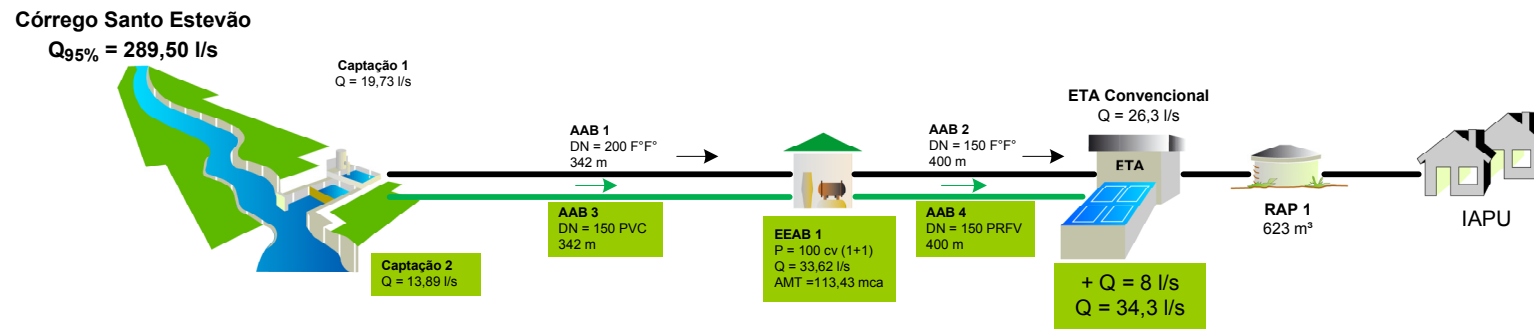 Córrego Santo Estevão
Q95% = 289,50 l/s
Captação 1
Q = 19,73 l/s
AAB 1
DN = 200 F°F°
342 m
AAB 2
DN = 150 F°F°
400 m
ETA Convencional
Q = 26,3 l/s
ETA
AAB 3
DN = 150 PVC
342 m
EEAB 1
P = 100 cv (1+1)
Q = 33,62 l/s
AMT =113,43 mca
AAB 4
DN = 150 PRFV
400 m
RAP 1
623 m³
IAPU
Captação 2
Q = 13,89 l/s
+ Q = 8 l/s
Q = 34,3 l/s